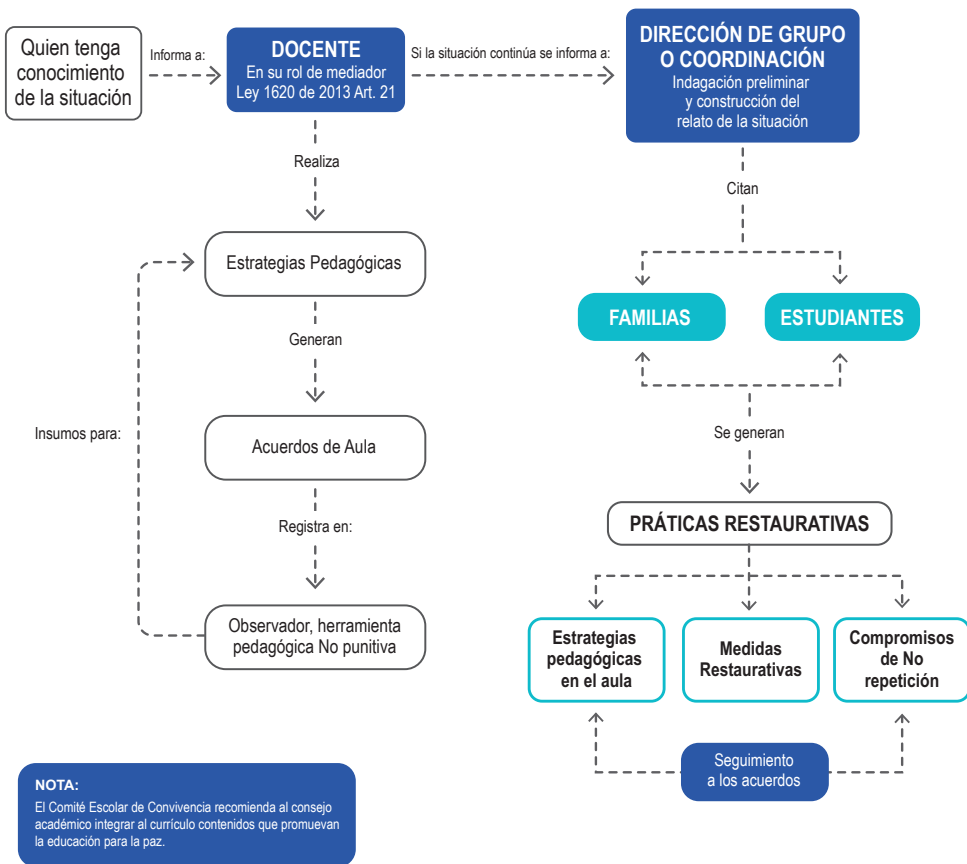 Quien tenga
conocimiento
de la situación
Informa a:
DOCENTE
En su rol de mediador
Ley 1620 de 2013 Art. 21
Si la situación continúa se informa a:
DIRECCIÓN DE GRUPO
O COORDINACIÓN
Indagación preliminar
y construcción del
relato de la situación
Realiza
Estrategias Pedagógicas
Generan
Acuerdos de Aula
Registra en:
Observador, herramienta
pedagógica No punitiva
Insumos para:
Citan
FAMILIAS
ESTUDIANTES
Se generan
PRÁTICAS RESTAURATIVAS
Estrategias
pedagógicas
en el aula
Medidas
Restaurativas
Compromisos
de No
repetición
Seguimiento
a los acuerdos
NOTA:
El Comité Escolar de Convivencia recomienda al consejo
académico integrar al currículo contenidos que promuevan
la educación para la paz.